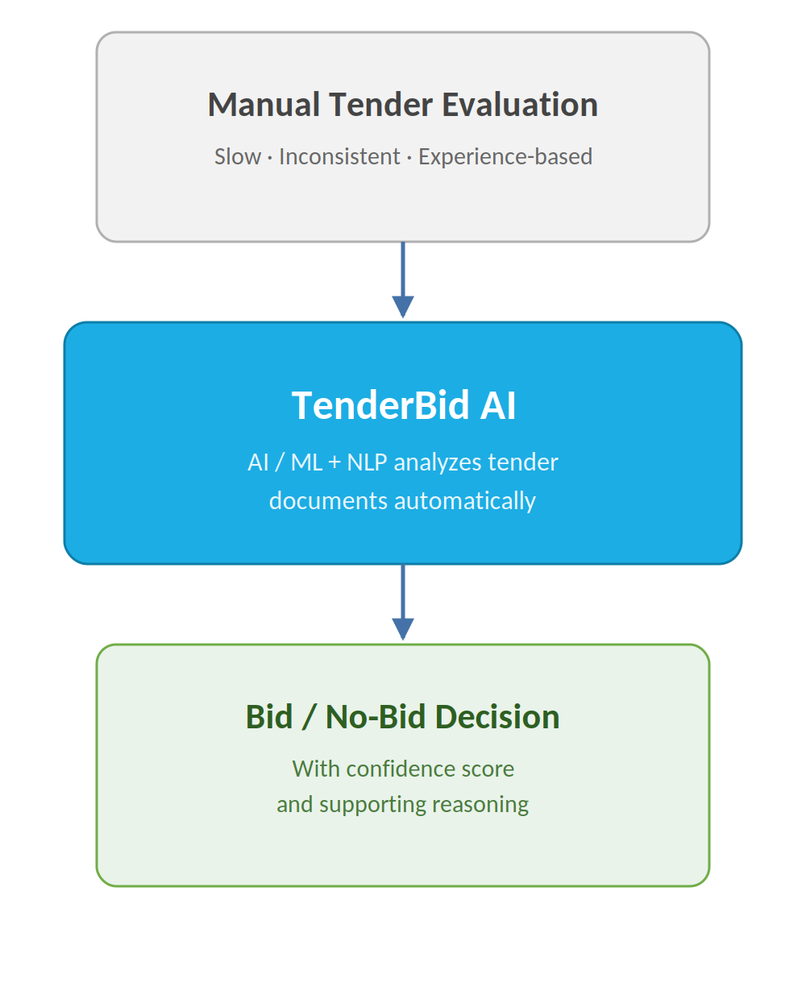 Manual Tender Evaluation
Slow · Inconsistent · Experience-based
TenderBid AI
AI / ML + NLP analyzes tender
documents automatically
Bid / No-Bid Decision
With confidence score
and supporting reasoning